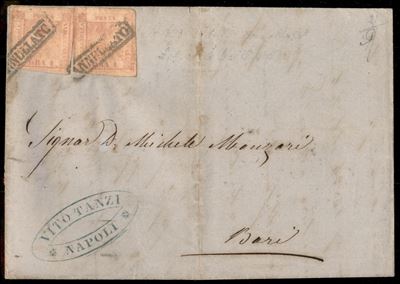 ANNULLATO
ANNULLATO
Signor D. Michele Manzari
VITO TANZI
NAPOLI
Bari